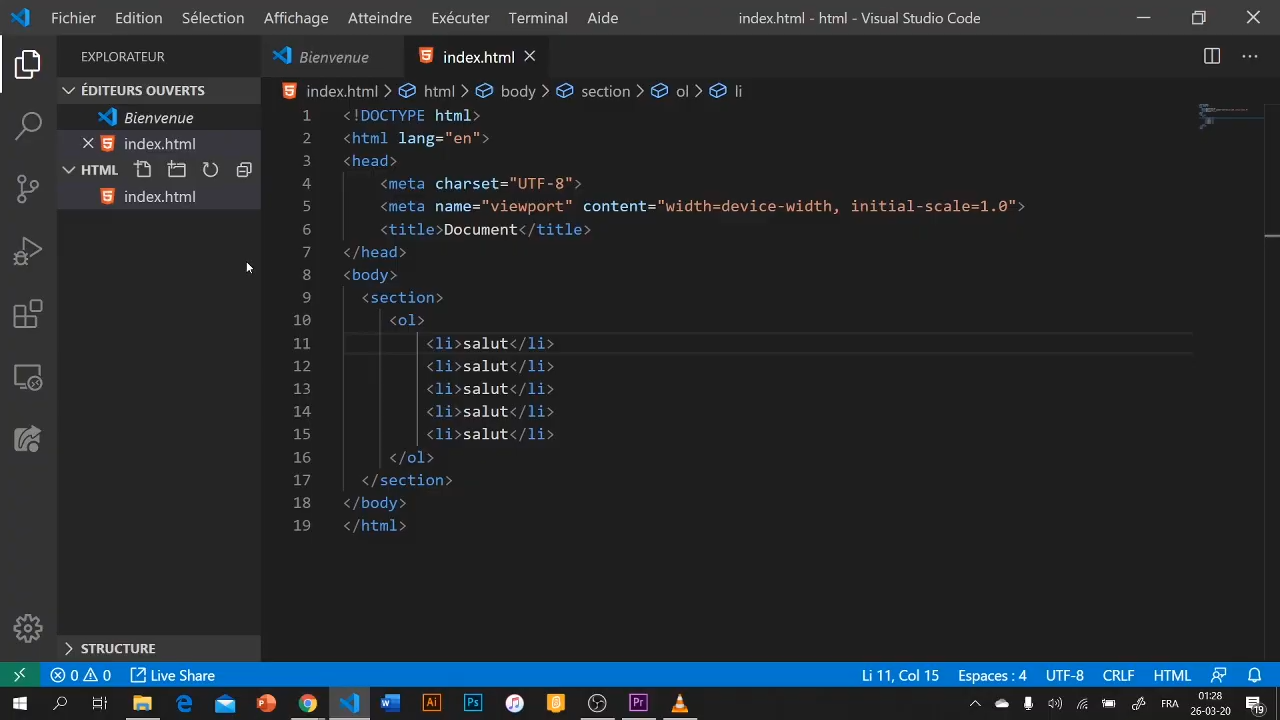 Fichier Edition Sélection Affichage Atteindre Exécuter Terminal Aide index.html - html - Visual Studio Code
EXPLORATEUR
Bienvenue index.html
ÉDITEURS OUVERTS
index.html > html > body > section > ol > li
Bienvenue
index.html
HTML
index.html
1 <!DOCTYPE html>
2 <html lang="en">
3 <head>
4 <meta charset="UTF-8">
5 <meta name="viewport" content="width=device-width, initial-scale=1.0">
6 <title>Document</title>
7 </head>
8 <body>
9 <section>
10 <ol>
11 <li>salut</li>
12 <li>salut</li>
13 <li>salut</li>
14 <li>salut</li>
15 <li>salut</li>
16 </ol>
17 </section>
18 </body>
19 </html>
STRUCTURE
0 0 Live Share Li 11, Col 15 Espaces : 4 UTF-8 CRLF HTML
W Ai Ps Pr FRA 01:28
26-03-20 19